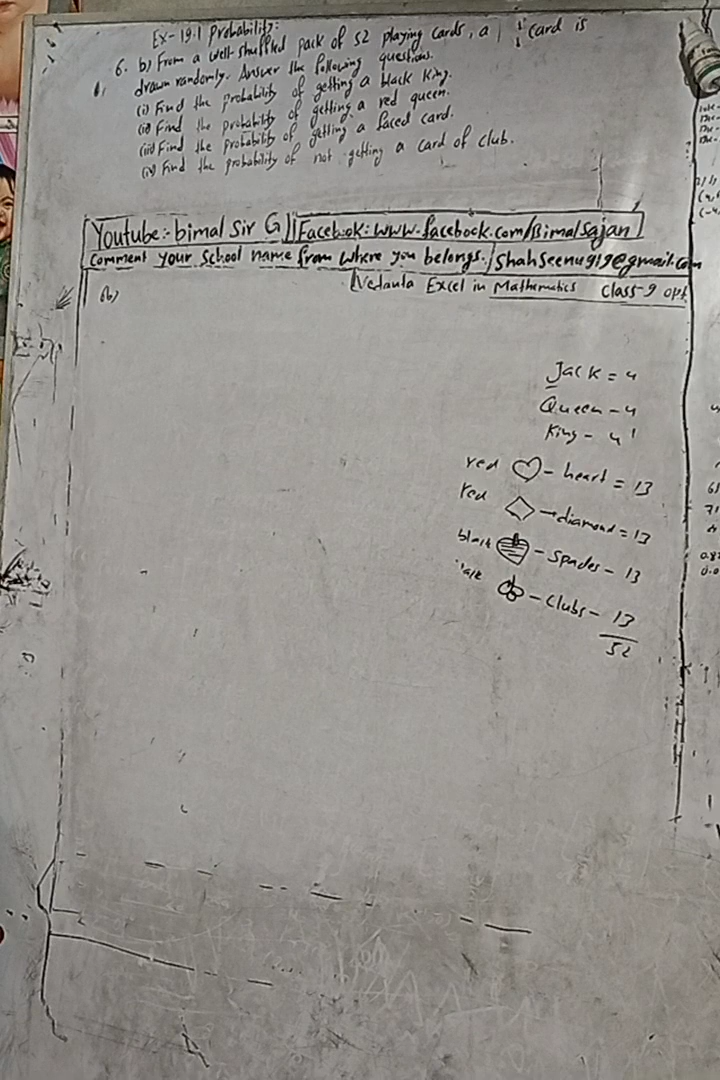 Ex-19.1 Probability:
6. b) From a well shuffled pack of 52 playing cards, a card is
drawn randomly. Answer the following questions.
(i) Find the probability of getting a black King.
(ii) Find the probability of getting a red queen.
(iii) Find the probability of getting a faced card.
(iv) Find the probability of not getting a card of club.
Youtube:- bimal Sir G || Facebook: www.facebook.com/BimalSajan
Comment your School name from where you belongs. / Shahseenu919@gmail.com
Vedanta Excel in Mathematics Class-9 opt
6b)
Jack = 4
Queen - 4
King - 4
red - heart = 13
red → diamond = 13
black - Spades - 13
- Clubs - 13
52